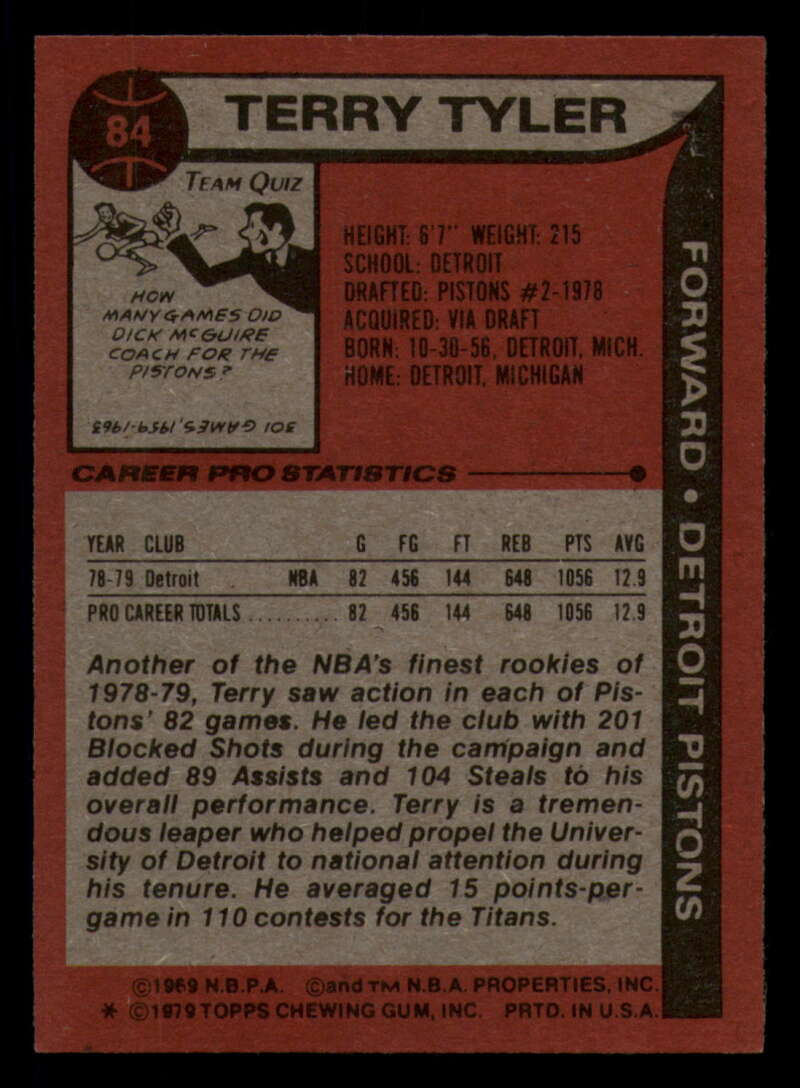 84
TERRY TYLER
TEAM QUIZ
HOW
MANY GAMES DID
DICK McGUIRE
COACH FOR THE
PISTONS?
301 GAMES, 1959-1963
HEIGHT: 6'7" WEIGHT: 215
SCHOOL: DETROIT
DRAFTED: PISTONS #2-1978
ACQUIRED: VIA DRAFT
BORN: 10-30-56, DETROIT, MICH.
HOME: DETROIT, MICHIGAN
FORWARD • DETROIT PISTONS
CAREER PRO STATISTICS
YEAR CLUB G FG FT REB PTS AVG
78-79 Detroit NBA 82 456 144 648 1056 12.9
PRO CAREER TOTALS .......... 82 456 144 648 1056 12.9
Another of the NBA's finest rookies of
1978-79, Terry saw action in each of Pis-
tons' 82 games. He led the club with 201
Blocked Shots during the campaign and
added 89 Assists and 104 Steals to his
overall performance. Terry is a tremen-
dous leaper who helped propel the Univer-
sity of Detroit to national attention during
his tenure. He averaged 15 points-per-
game in 110 contests for the Titans.
©1969 N.B.P.A. ©and TM N.B.A. PROPERTIES, INC.
* ©1979 TOPPS CHEWING GUM, INC. PRTD. IN U.S.A.